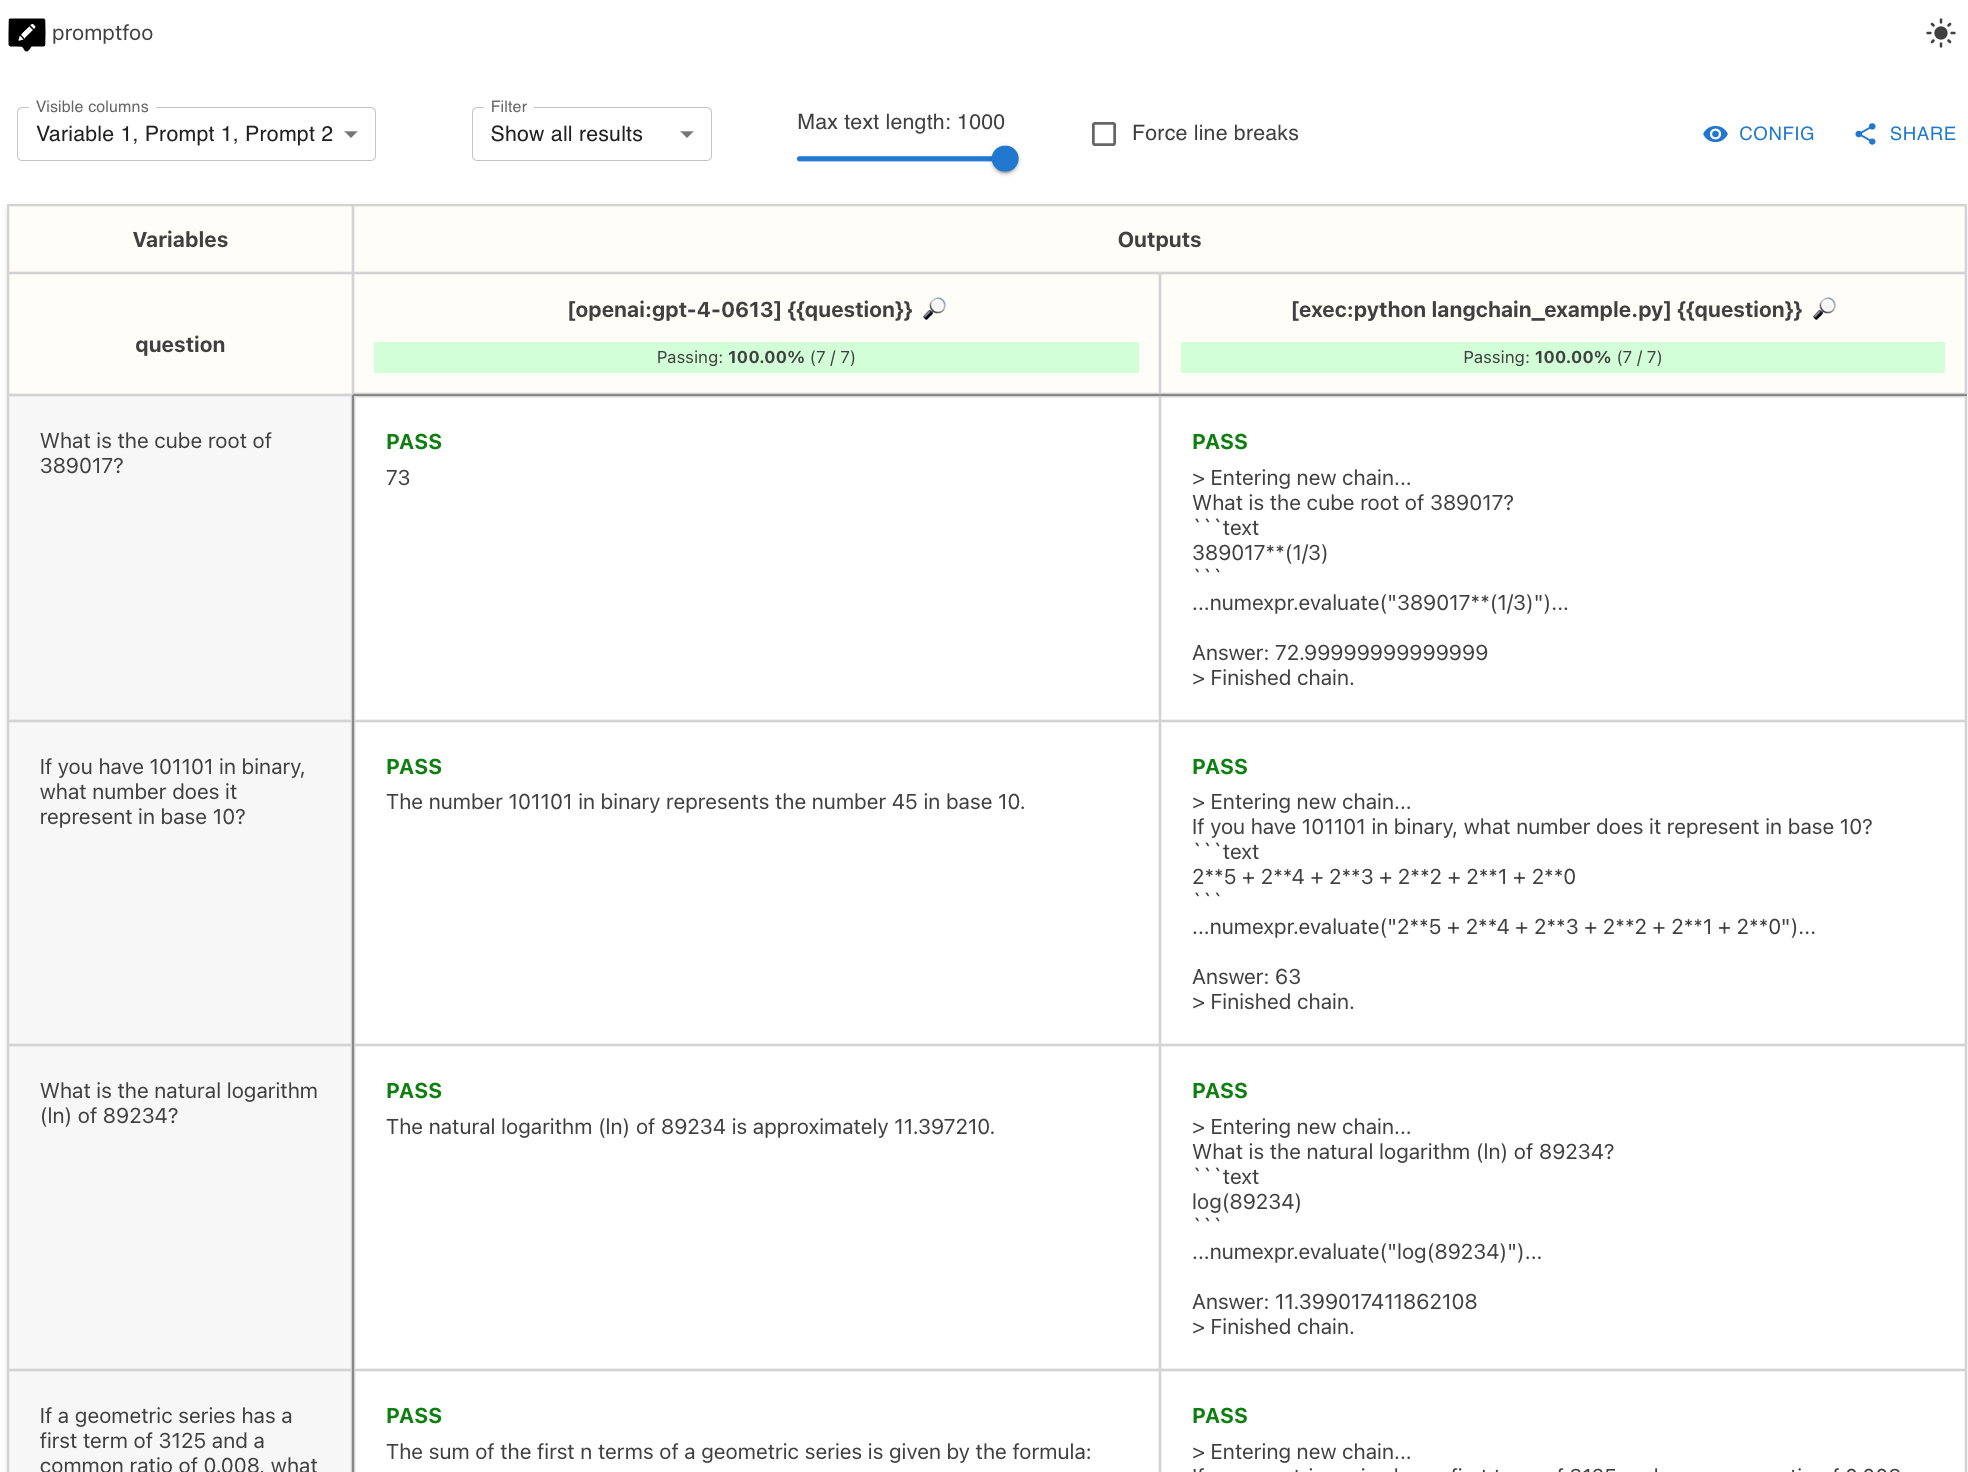 promptfoo
Visible columns
Variable 1, Prompt 1, Prompt 2
Filter
Show all results
Max text length: 1000
Force line breaks
CONFIG
SHARE
Variables
Outputs
question
[openai:gpt-4-0613] {{question}} 🔎
Passing: 100.00% (7 / 7)
[exec:python langchain_example.py] {{question}} 🔎
Passing: 100.00% (7 / 7)
What is the cube root of
389017?
PASS
73
PASS
> Entering new chain...
What is the cube root of 389017?
```text
389017**(1/3)
```
...numexpr.evaluate("389017**(1/3)")...
Answer: 72.99999999999999
> Finished chain.
If you have 101101 in binary,
what number does it
represent in base 10?
PASS
The number 101101 in binary represents the number 45 in base 10.
PASS
> Entering new chain...
If you have 101101 in binary, what number does it represent in base 10?
```text
2**5 + 2**4 + 2**3 + 2**2 + 2**1 + 2**0
```
...numexpr.evaluate("2**5 + 2**4 + 2**3 + 2**2 + 2**1 + 2**0")...
Answer: 63
> Finished chain.
What is the natural logarithm
(ln) of 89234?
PASS
The natural logarithm (ln) of 89234 is approximately 11.397210.
PASS
> Entering new chain...
What is the natural logarithm (ln) of 89234?
```text
log(89234)
```
...numexpr.evaluate("log(89234)")...
Answer: 11.399017411862108
> Finished chain.
If a geometric series has a
first term of 3125 and a
common ratio of 0.008, what
PASS
The sum of the first n terms of a geometric series is given by the formula:
PASS
> Entering new chain...